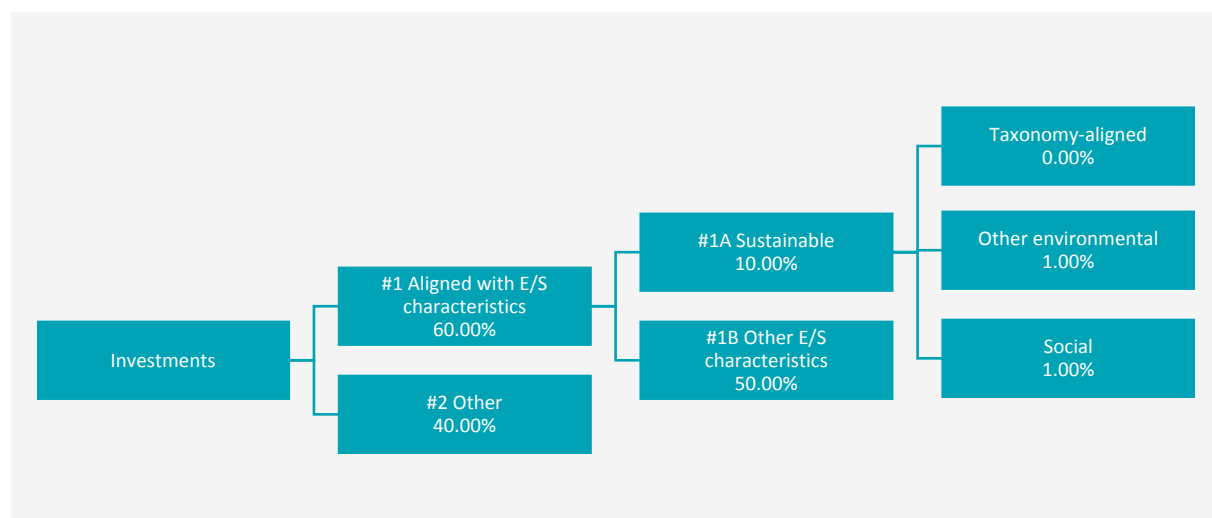 Investments
#1 Aligned with E/S
characteristics
60.00%
#2 Other
40.00%
#1A Sustainable
10.00%
#1B Other E/S
characteristics
50.00%
Taxonomy-aligned
0.00%
Other environmental
1.00%
Social
1.00%